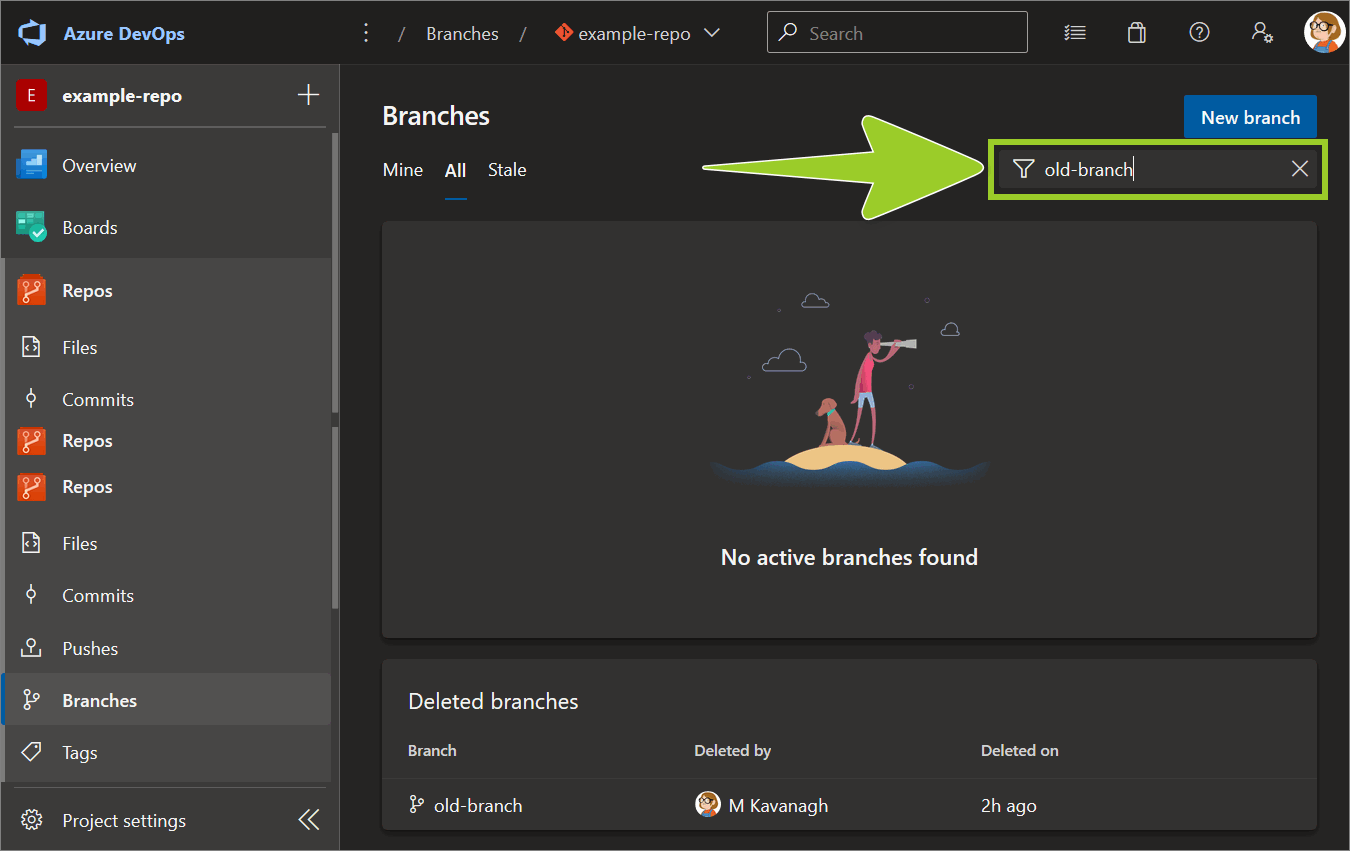 Azure DevOps
/ Branches / example-repo
Search
E example-repo
Overview
Boards
Repos
Files
Commits
Repos
Repos
Files
Commits
Pushes
Branches
Tags
Project settings
Branches
New branch
Mine All Stale
old-branch
No active branches found
Deleted branches
Branch Deleted by Deleted on
old-branch M Kavanagh 2h ago